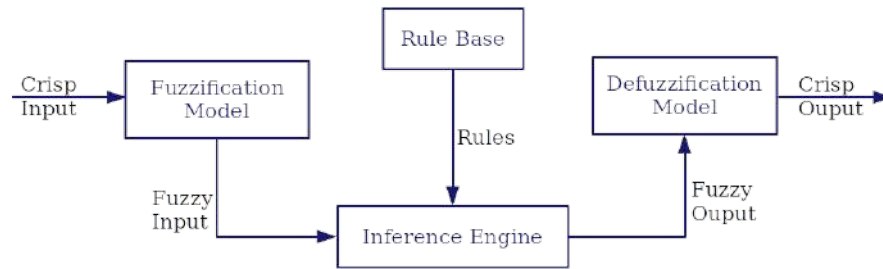 Crisp
Input
Fuzzification
Model
Fuzzy
Input
Rule Base
Rules
Inference Engine
Fuzzy
Ouput
Defuzzification
Model
Crisp
Ouput